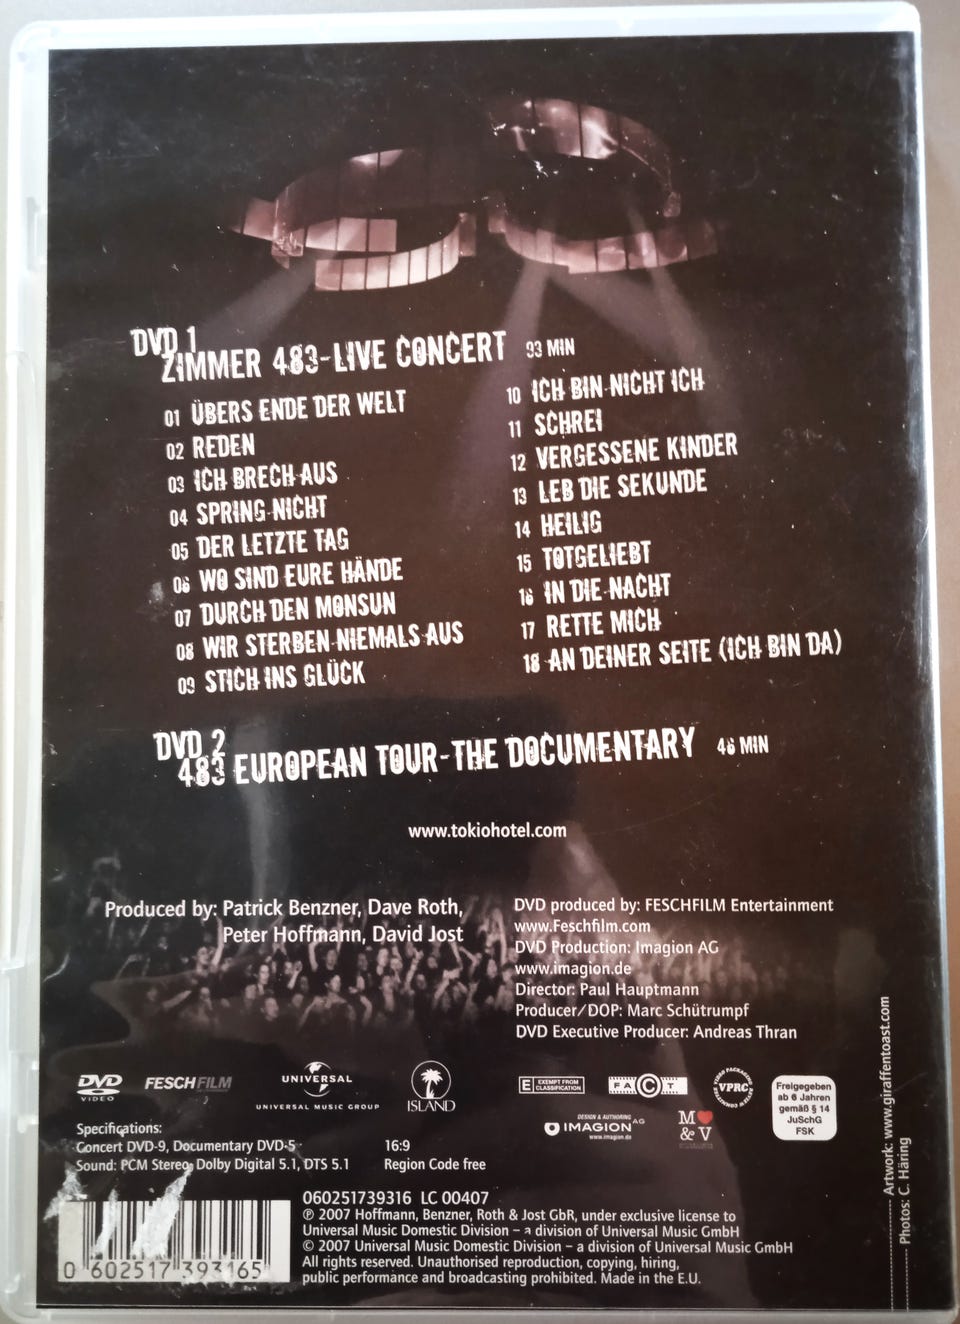 DVD 1
ZIMMER 483-LIVE CONCERT 93 MIN
01 ÜBERS ENDE DER WELT
02 REDEN
03 ICH BRECH AUS
04 SPRING NICHT
05 DER LETZTE TAG
06 WO SIND EURE HÄNDE
07 DURCH DEN MONSUN
08 WIR STERBEN NIEMALS AUS
09 STICH INS GLÜCK
10 ICH BIN NICHT ICH
11 SCHREI
12 VERGESSENE KINDER
13 LEB DIE SEKUNDE
14 HEILIG
15 TOTGELIEBT
16 IN DIE NACHT
17 RETTE MICH
18 AN DEINER SEITE (ICH BIN DA)
DVD 2
483 EUROPEAN TOUR-THE DOCUMENTARY 46 MIN
www.tokiohotel.com
Produced by: Patrick Benzner, Dave Roth,
Peter Hoffmann, David Jost
DVD produced by: FESCHFILM Entertainment
www.Feschfilm.com
DVD Production: Imagion AG
www.imagion.de
Director: Paul Hauptmann
Producer/DOP: Marc Schütrumpf
DVD Executive Producer: Andreas Thran
DVD
VIDEO
FESCHFILM
UNIVERSAL
UNIVERSAL MUSIC GROUP
ISLAND
E EXEMPT FROM
CLASSIFICATION
FACT
VPRC
Freigegeben
ab 6 Jahren
gemäß § 14
JuSchG
FSK
DESIGN & AUTHORING
IMAGION AG
www.imagion.de
M
& V
Specifications:
Concert DVD-9, Documentary DVD-5
Sound: PCM Stereo, Dolby Digital 5.1, DTS 5.1
16:9
Region Code free
0 602517 393165
060251739316 LC 00407
℗ 2007 Hoffmann, Benzner, Roth & Jost GbR, under exclusive license to
Universal Music Domestic Division – a division of Universal Music GmbH
© 2007 Universal Music Domestic Division – a division of Universal Music GmbH
All rights reserved. Unauthorised reproduction, copying, hiring,
public performance and broadcasting prohibited. Made in the E.U.
Artwork: www.giraffentoast.com
Photos: C. Häring